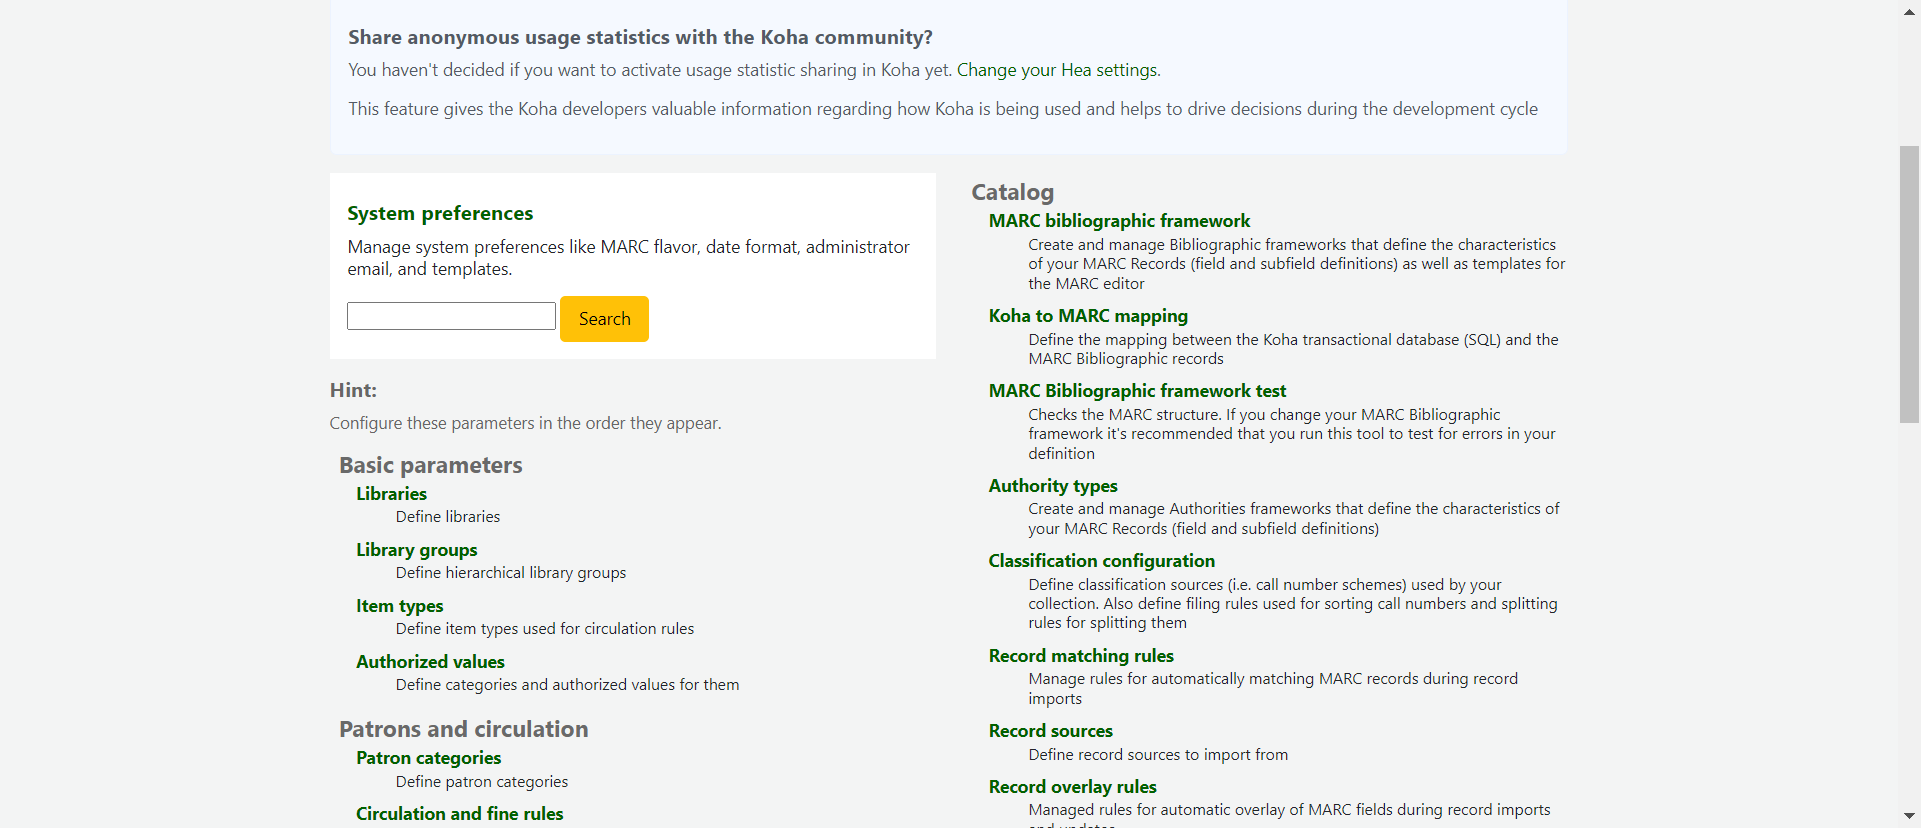 Share anonymous usage statistics with the Koha community?
You haven't decided if you want to activate usage statistic sharing in Koha yet. Change your Hea settings.
This feature gives the Koha developers valuable information regarding how Koha is being used and helps to drive decisions during the development cycle
System preferences
Manage system preferences like MARC flavor, date format, administrator
email, and templates.
Search
Hint:
Configure these parameters in the order they appear.
Basic parameters
Libraries
Define libraries
Library groups
Define hierarchical library groups
Item types
Define item types used for circulation rules
Authorized values
Define categories and authorized values for them
Patrons and circulation
Patron categories
Define patron categories
Circulation and fine rules
Catalog
MARC bibliographic framework
Create and manage Bibliographic frameworks that define the characteristics
of your MARC Records (field and subfield definitions) as well as templates for
the MARC editor
Koha to MARC mapping
Define the mapping between the Koha transactional database (SQL) and the
MARC Bibliographic records
MARC Bibliographic framework test
Checks the MARC structure. If you change your MARC Bibliographic
framework it's recommended that you run this tool to test for errors in your
definition
Authority types
Create and manage Authorities frameworks that define the characteristics of
your MARC Records (field and subfield definitions)
Classification configuration
Define classification sources (i.e. call number schemes) used by your
collection. Also define filing rules used for sorting call numbers and splitting
rules for splitting them
Record matching rules
Manage rules for automatically matching MARC records during record
imports
Record sources
Define record sources to import from
Record overlay rules
Managed rules for automatic overlay of MARC fields during record imports